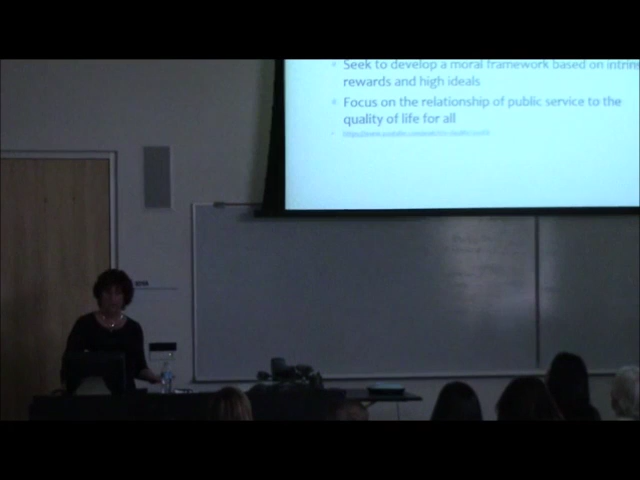 Seek to develop a moral framework based on intrin
rewards and high ideals
Focus on the relationship of public service to the
quality of life for all